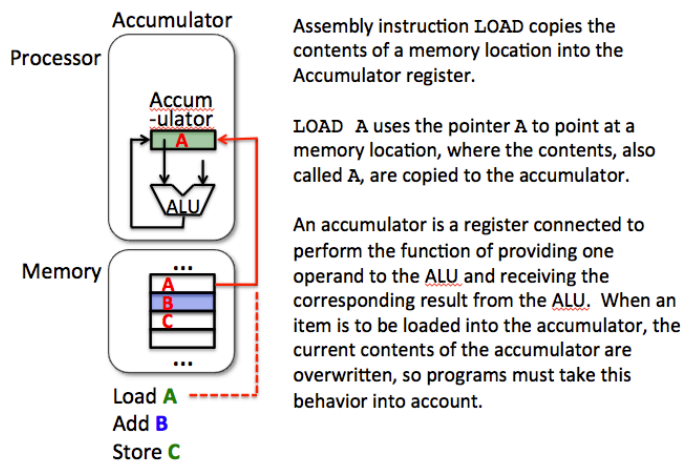 Accumulator
Processor
Accum
-ulator
A
ALU
Memory
...
A
B
C
...
Load A
Add B
Store C
Assembly instruction LOAD copies the
contents of a memory location into the
Accumulator register.
LOAD A uses the pointer A to point at a
memory location, where the contents, also
called A, are copied to the accumulator.
An accumulator is a register connected to
perform the function of providing one
operand to the ALU and receiving the
corresponding result from the ALU. When an
item is to be loaded into the accumulator, the
current contents of the accumulator are
overwritten, so programs must take this
behavior into account.